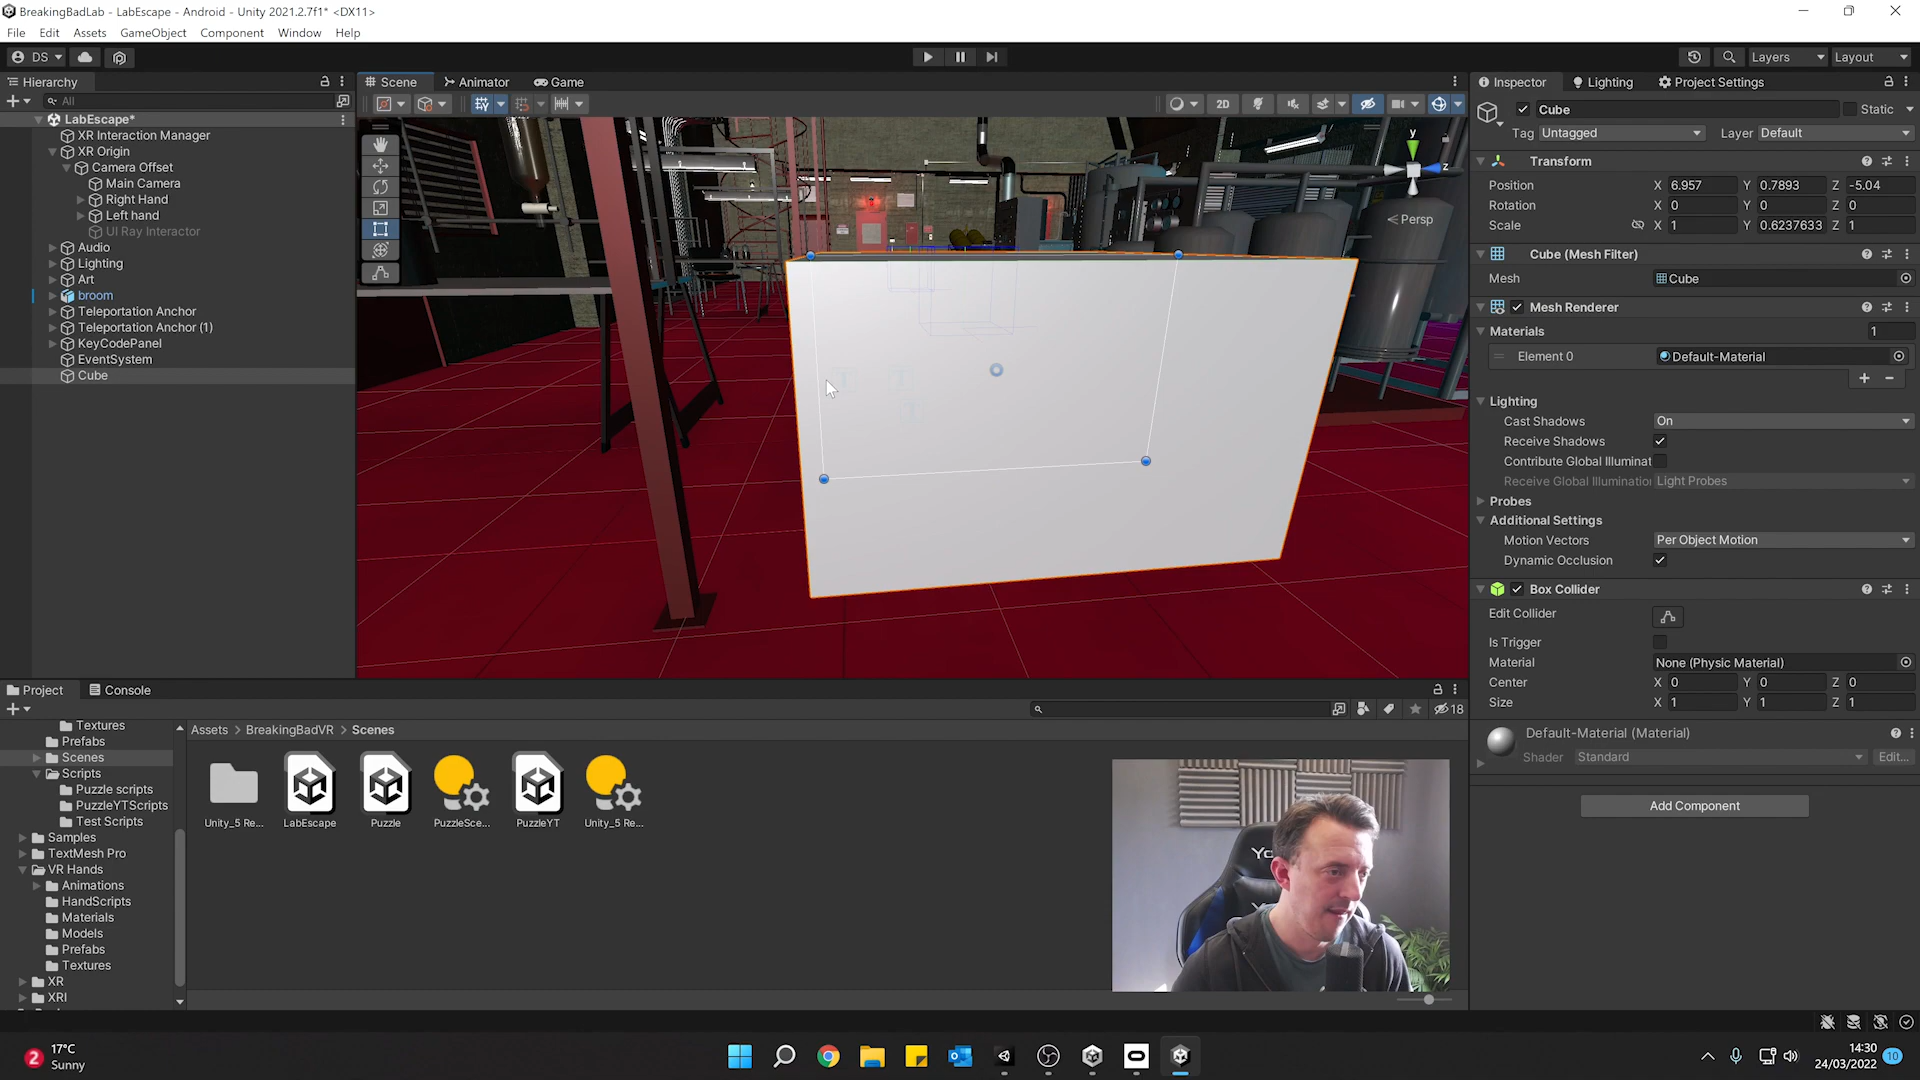 BreakingBadLab - LabEscape - Android - Unity 2021.2.7f1* <DX11>
File Edit Assets GameObject Component Window Help
DS
Layers Layout
Hierarchy
All
LabEscape*
XR Interaction Manager
XR Origin
Camera Offset
Main Camera
Right Hand
Left hand
UI Ray Interactor
Audio
Lighting
Art
broom
Teleportation Anchor
Teleportation Anchor (1)
KeyCodePanel
EventSystem
Cube
Scene Animator Game
2D
y
z
Persp
Inspector Lighting Project Settings
Cube Static
Tag Untagged Layer Default
Transform
Position X 6.957 Y 0.7893 Z -5.04
Rotation X 0 Y 0 Z 0
Scale X 1 Y 0.6237633 Z 1
Cube (Mesh Filter)
Mesh Cube
Mesh Renderer
Materials 1
Element 0 Default-Material
Lighting
Cast Shadows On
Receive Shadows
Contribute Global Illuminat
Receive Global Illumination Light Probes
Probes
Additional Settings
Motion Vectors Per Object Motion
Dynamic Occlusion
Box Collider
Edit Collider
Is Trigger
Material None (Physic Material)
Center X 0 Y 0 Z 0
Size X 1 Y 1 Z 1
Default-Material (Material)
Shader Standard Edit...
Add Component
Project Console
18
Textures
Prefabs
Scenes
Scripts
Puzzle scripts
PuzzleYTScripts
Test Scripts
Samples
TextMesh Pro
VR Hands
Animations
HandScripts
Materials
Models
Prefabs
Textures
XR
XRI
Assets > BreakingBadVR > Scenes
Unity_5 Re... LabEscape Puzzle PuzzleSce... PuzzleYT Unity_5 Re...
2
17°C
Sunny
14:30
24/03/2022
10